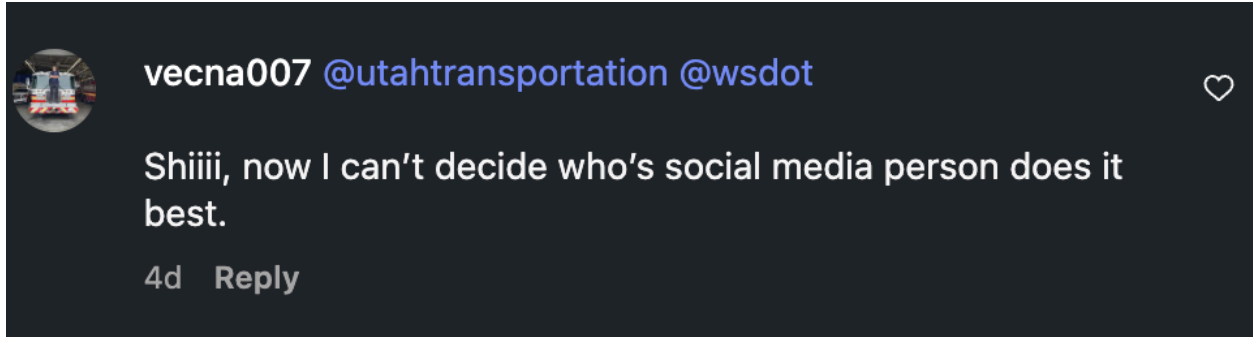 vecna007 @utahtransportation @wsdot
Shiiii, now I can’t decide who’s social media person does it
best.
4d Reply